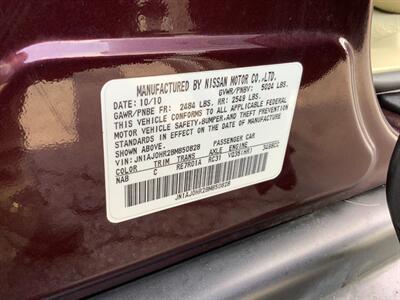 MANUFACTURED BY NISSAN MOTOR CO.,LTD.
DATE: 10/10 GVWR/PNBV: 5024 LBS.
GAWR/PNBE FR: 2484 LBS. RR: 2549 LBS.
THIS VEHICLE CONFORMS TO ALL APPLICABLE FEDERAL
MOTOR VEHICLE SAFETY,BUMPER,AND THEFT PREVENTION
STANDARDS IN EFFECT ON THE DATE OF MANUFACTURE
SHOWN ABOVE.
VIN: JN1AJ0HR2BM850828 PASSENGER CAR
COLOR TRIM TRANS AXLE ENGINE
NAB C RE7R01A RC31 VQ35(HR) 3498CC
JN1AJ0HR2BM850828